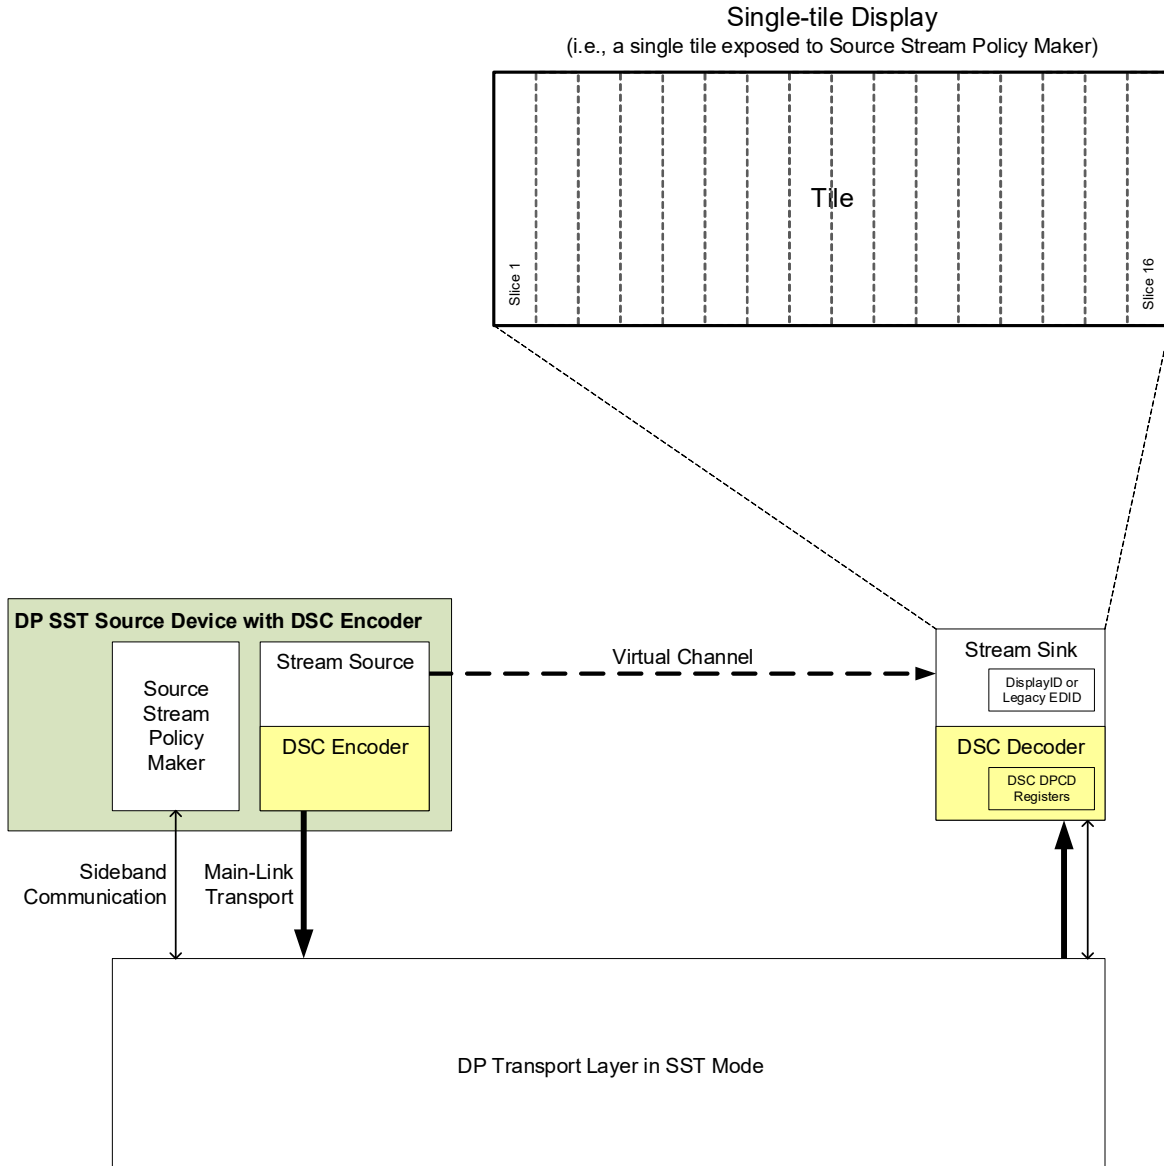 Single-tile Display
(i.e., a single tile exposed to Source Stream Policy Maker)
Tile
Slice 1
Slice 16
DP SST Source Device with DSC Encoder
Source
Stream
Policy
Maker
Stream Source
DSC Encoder
Virtual Channel
Stream Sink
DisplayID or
Legacy EDID
DSC Decoder
DSC DPCD
Registers
Sideband
Communication
Main-Link
Transport
DP Transport Layer in SST Mode